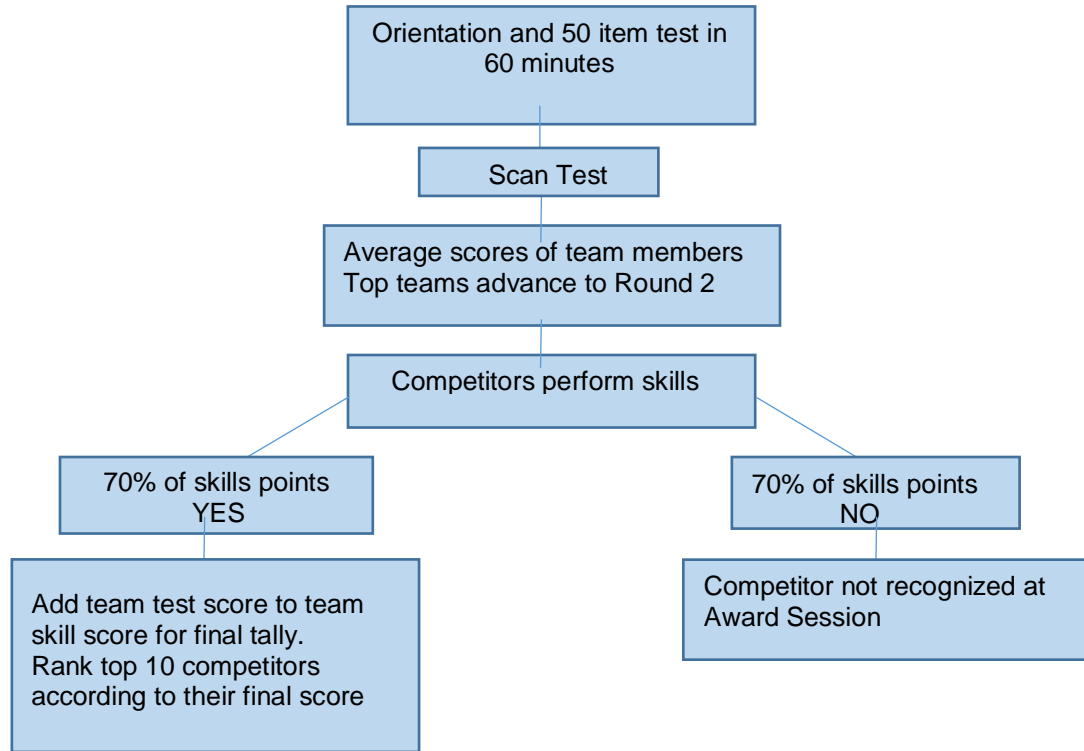 Orientation and 50 item test in
60 minutes
Scan Test
Average scores of team members
Top teams advance to Round 2
Competitors perform skills
70% of skills points
YES
70% of skills points
NO
Add team test score to team
skill score for final tally.
Rank top 10 competitors
according to their final score
Competitor not recognized at
Award Session